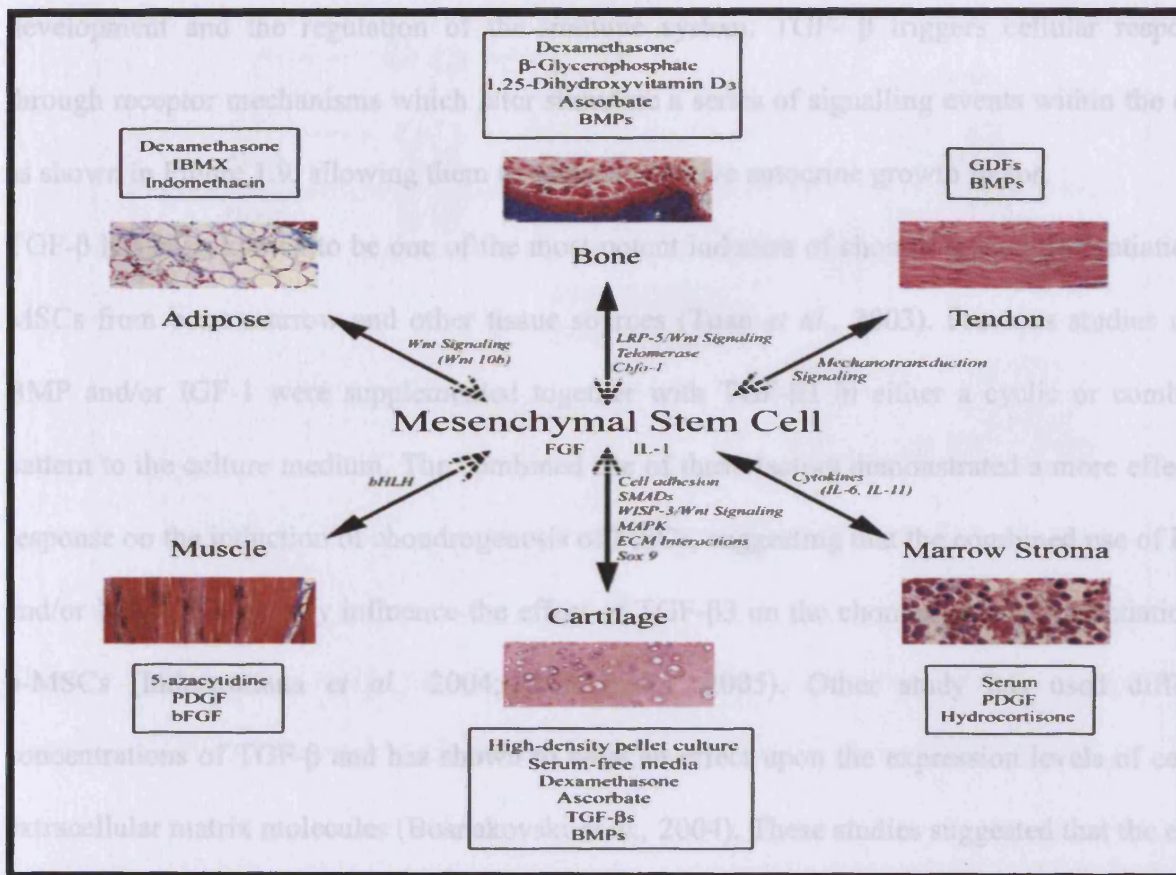 Dexamethasone
β-Glycerophosphate
1,25-Dihydroxyvitamin D3
Ascorbate
BMPs
Dexamethasone
IBMX
Indomethacin
GDFs
BMPs
Bone
Adipose
Tendon
Wnt Signaling
(Wnt 10b)
LRP-5/Wnt Signaling
Telomerase
Cbfa-1
Mechanotransduction
Signaling
Mesenchymal Stem Cell
FGF IL-1
bHLH
Cell adhesion
SMADs
WISP-3/Wnt Signaling
MAPK
ECM Interactions
Sox 9
Cytokines
(IL-6, IL-11)
Muscle
Cartilage
Marrow Stroma
5-azacytidine
PDGF
bFGF
High-density pellet culture
Serum-free media
Dexamethasone
Ascorbate
TGF-βs
BMPs
Serum
PDGF
Hydrocortisone
development and the regulation of the immune system. TGF- β triggers cellular
through receptor mechanisms which a series of signalling events within the
as shown in allowing them autocrine growth
TGF-β to be one of the most potent inducers of
MSCs from and other tissue sources (Tuan et al., 2003). studies
BMP and/or IGF-1 were supplemented together with in either a cyclic or
pattern to the culture medium. The combined use of these factors demonstrated a more
response on the induction of chondrogenesis of suggesting that the combined use of
and/or influence the effect of TGF-β3 on the
et al., 2004; 2005). Other study has used
concentrations of TGF-β and has shown effect upon the expression levels of
extracellular matrix molecules 2004). These studies suggested that the